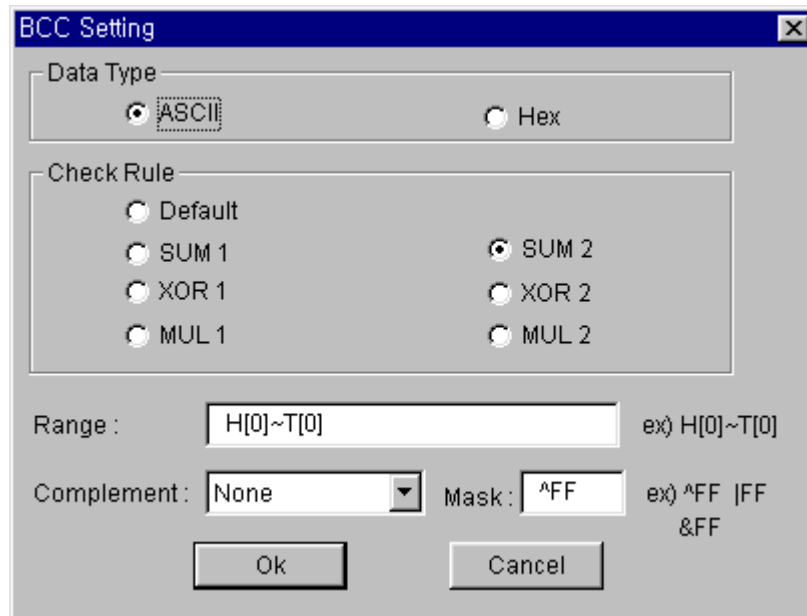 BCC Setting
Data Type
ASCII Hex
Check Rule
Default
SUM 1 SUM 2
XOR 1 XOR 2
MUL 1 MUL 2
Range : H[0]~T[0] ex) H[0]~T[0]
Complement : None Mask : ^FF ex) ^FF |FF
&FF
Ok Cancel